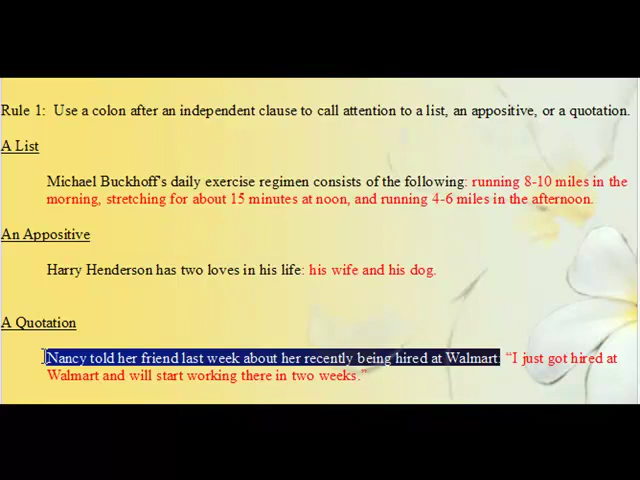 Rule 1:  Use a colon after an independent clause to call attention to a list, an appositive, or a quotation.
A List
Michael Buckhoff's daily exercise regimen consists of the following: running 8-10 miles in the
morning, stretching for about 15 minutes at noon, and running 4-6 miles in the afternoon.
An Appositive
Harry Henderson has two loves in his life: his wife and his dog.
A Quotation
Nancy told her friend last week about her recently being hired at Walmart: “I just got hired at
Walmart and will start working there in two weeks.”